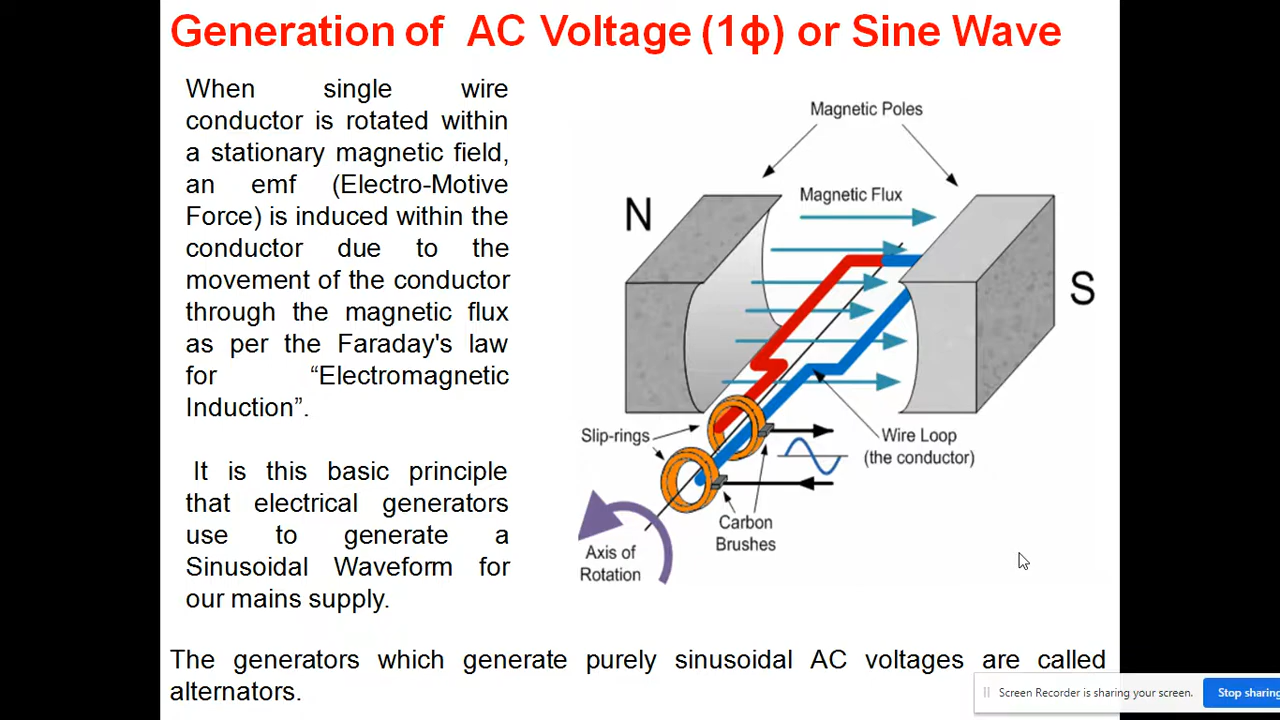 Generation of AC Voltage (1ϕ) or Sine Wave
When single wire
conductor is rotated within
a stationary magnetic field,
an emf (Electro-Motive
Force) is induced within the
conductor due to the
movement of the conductor
through the magnetic flux
as per the Faraday's law
for “Electromagnetic
Induction”.
It is this basic principle
that electrical generators
use to generate a
Sinusoidal Waveform for
our mains supply.
Magnetic Poles
Magnetic Flux
N
S
Slip-rings
Wire Loop
(the conductor)
Carbon
Brushes
Axis of
Rotation
The generators which generate purely sinusoidal AC voltages are called
alternators.
Screen Recorder is sharing your screen.
Stop sharing